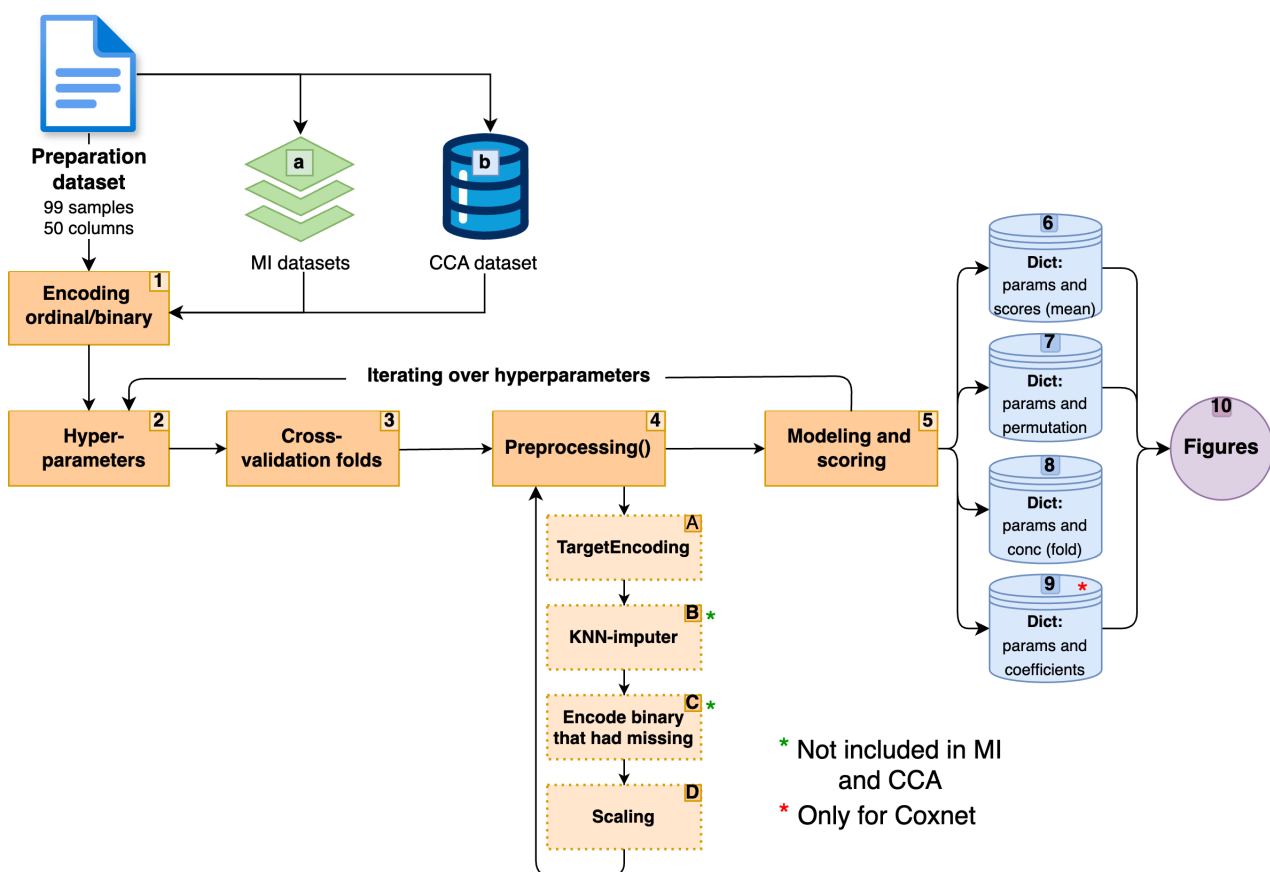 Preparation
dataset
99 samples
50 columns
a
b
MI datasets
CCA dataset
1
Encoding
ordinal/binary
Iterating over hyperparameters
2
Hyper-
parameters
3
Cross-
validation folds
4
Preprocessing()
5
Modeling and
scoring
A
TargetEncoding
B
*
KNN-imputer
C
*
Encode binary
that had missing
D
Scaling
6
Dict:
params and
scores (mean)
7
Dict:
params and
permutation
8
Dict:
params and
conc (fold)
9
*
Dict:
params and
coefficients
10
Figures
* Not included in MI
and CCA
* Only for Coxnet